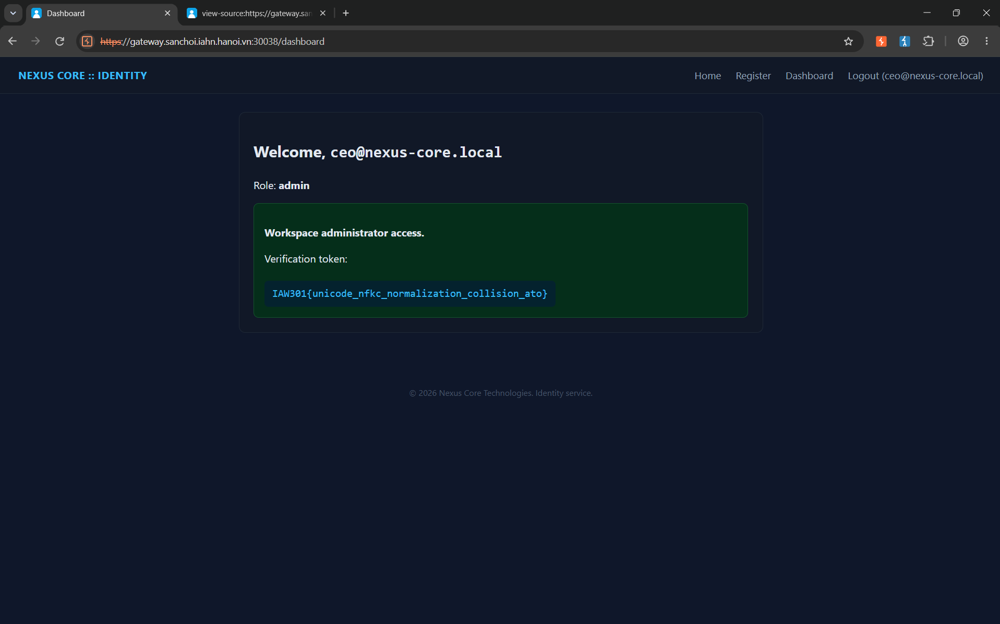 Dashboard
view-source:https://gateway.san
https://gateway.sanchoi.iahn.hanoi.vn:30038/dashboard
NEXUS CORE :: IDENTITY
Home
Register
Dashboard
Logout (ceo@nexus-core.local)
Welcome, ceo@nexus-core.local
Role: admin
Workspace administrator access.
Verification token:
IAW301{unicode_nfkc_normalization_collision_ato}
© 2026 Nexus Core Technologies. Identity service.